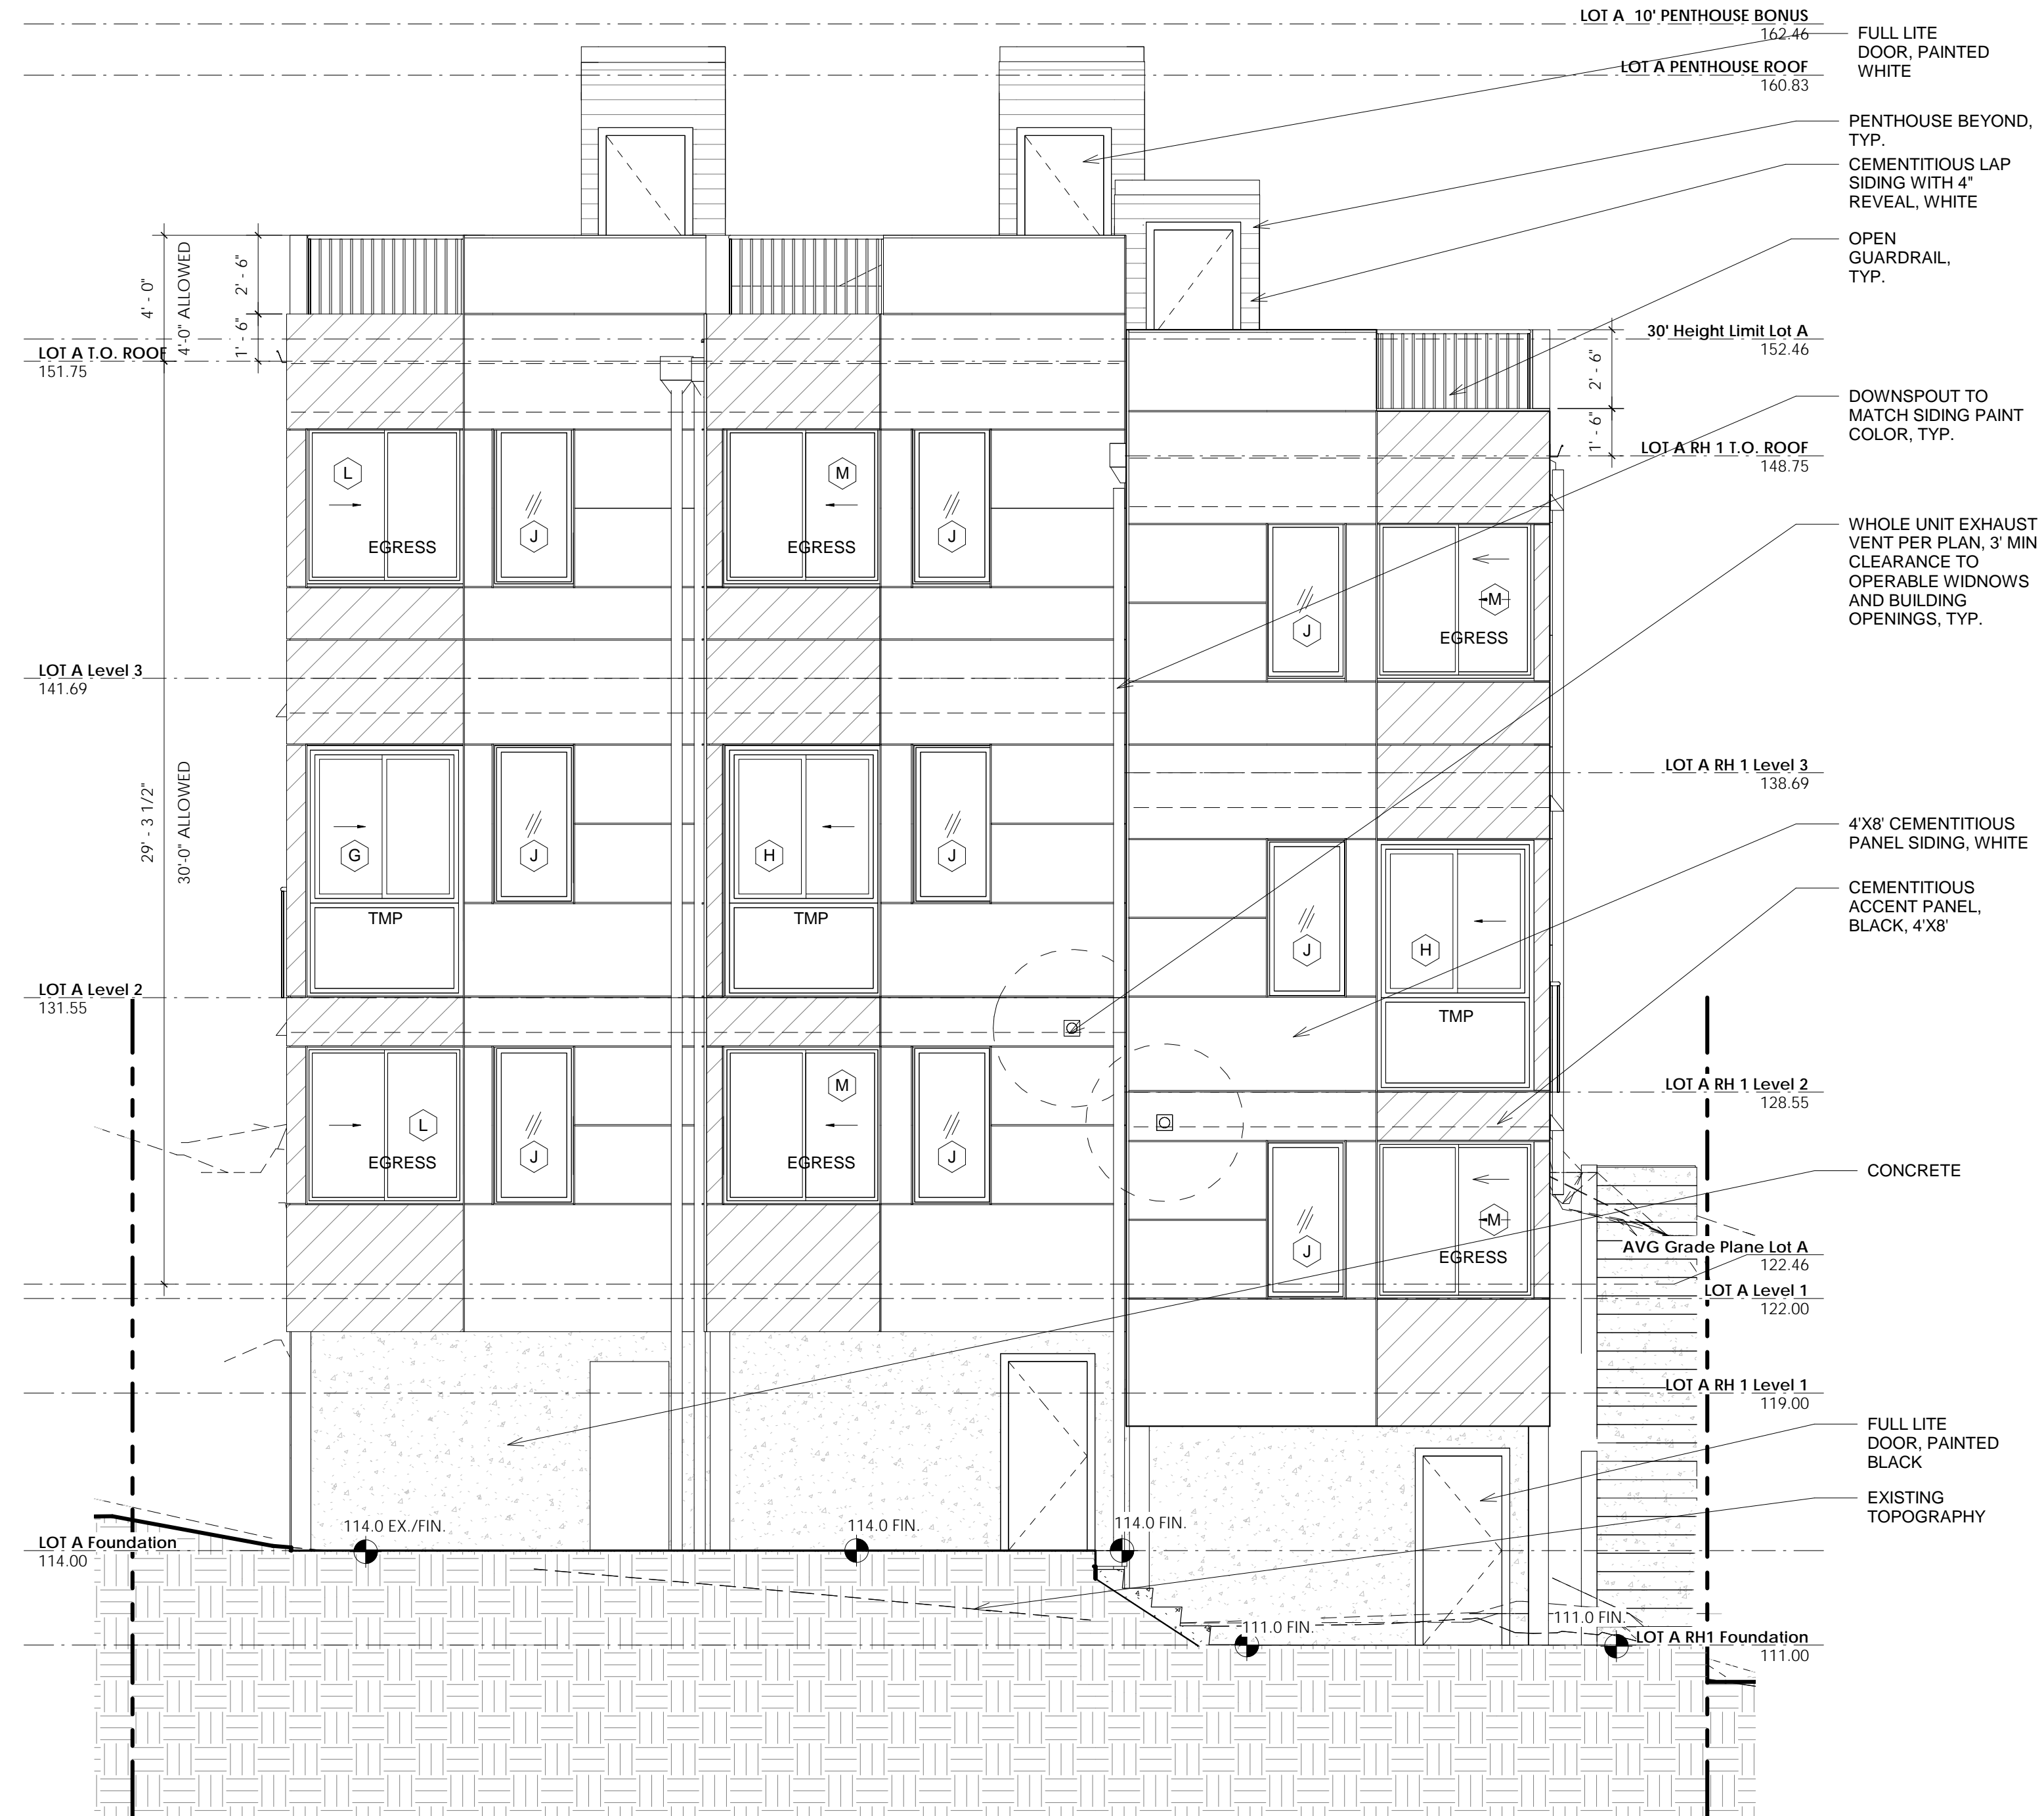 LOT A 10' PENTHOUSE BONUS
162.46
FULL LITE
DOOR, PAINTED
WHITE
LOT A PENTHOUSE ROOF
160.83
PENTHOUSE BEYOND,
TYP.
CEMENTITIOUS LAP
SIDING WITH 4"
REVEAL, WHITE
OPEN
GUARDRAIL,
TYP.
4' - 0"
4'-0" ALLOWED
2' - 6"
1' - 6"
30' Height Limit Lot A
152.46
2' - 6"
1' - 6"
LOT A T.O. ROOF
151.75
DOWNSPOUT TO
MATCH SIDING PAINT
COLOR, TYP.
LOT A RH 1 T.O. ROOF
148.75
L
EGRESS
J
M
EGRESS
J
WHOLE UNIT EXHAUST
VENT PER PLAN, 3' MIN
CLEARANCE TO
OPERABLE WIDNOWS
AND BUILDING
OPENINGS, TYP.
J
M
EGRESS
LOT A Level 3
141.69
LOT A RH 1 Level 3
138.69
29' - 3 1/2"
30'-0" ALLOWED
G
TMP
J
H
TMP
J
4'X8' CEMENTITIOUS
PANEL SIDING, WHITE
CEMENTITIOUS
ACCENT PANEL,
BLACK, 4'X8'
J
H
TMP
LOT A Level 2
131.55
LOT A RH 1 Level 2
128.55
L
EGRESS
J
M
EGRESS
J
CONCRETE
J
M
EGRESS
AVG Grade Plane Lot A
122.46
LOT A Level 1
122.00
LOT A RH 1 Level 1
119.00
FULL LITE
DOOR, PAINTED
BLACK
EXISTING
TOPOGRAPHY
114.0 EX./FIN.
114.0 FIN.
114.0 FIN.
LOT A Foundation
114.00
111.0 FIN.
111.0 FIN.
LOT A RH1 Foundation
111.00